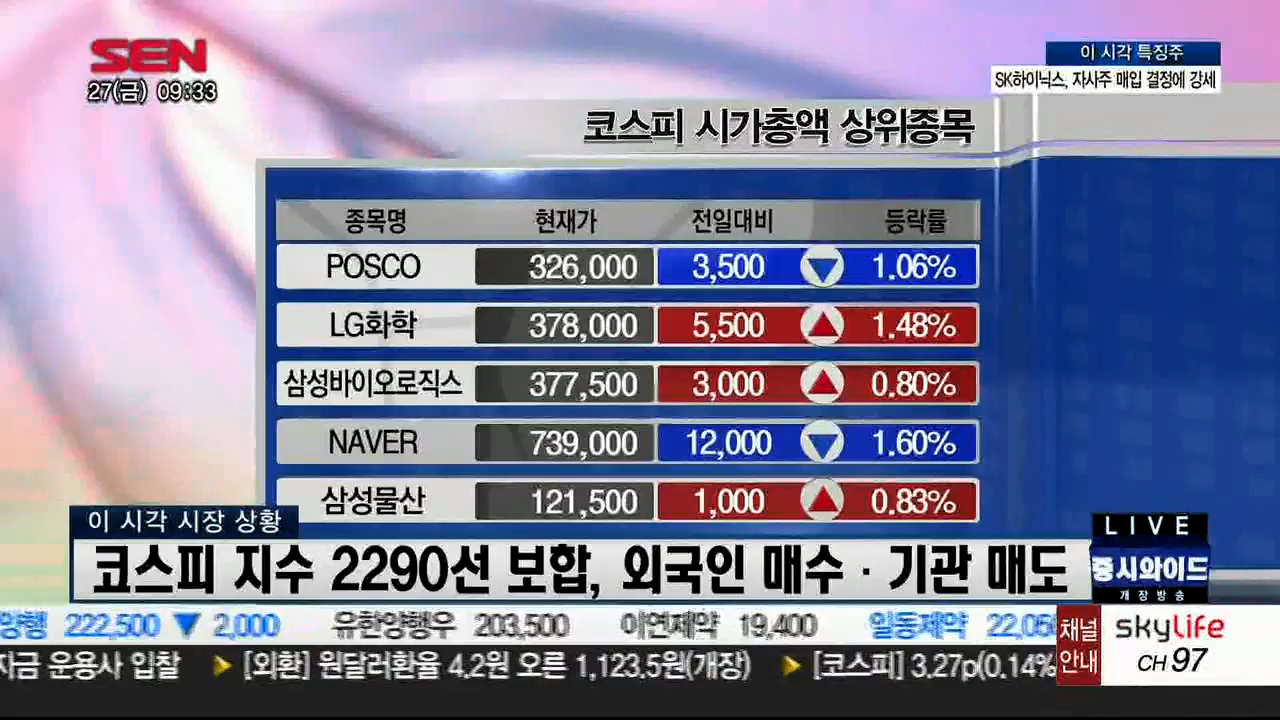 SEN
27(금) 09:33
이 시각 특징주
SK하이닉스, 자사주 매입 결정에 강세
코스피 시가총액 상위종목
종목명 현재가 전일대비 등락률
POSCO 326,000 3,500 ▼ 1.06%
LG화학 378,000 5,500 ▲ 1.48%
삼성바이오로직스 377,500 3,000 ▲ 0.80%
NAVER 739,000 12,000 ▼ 1.60%
삼성물산 121,500 1,000 ▲ 0.83%
이 시각 시장 상황
코스피 지수 2290선 보합, 외국인 매수 · 기관 매도
LIVE
증시와이드
개장방송
양행 222,500 ▼ 2,000 유한양행우 203,500 이연제약 19,400 일동제약 22,05
채널
안내
skylife
CH 97
자금 운용사 입찰 ▶ [외환] 원달러환율 4.2원 오른 1,123.5원(개장) ▶ [코스피] 3.27p(0.14%